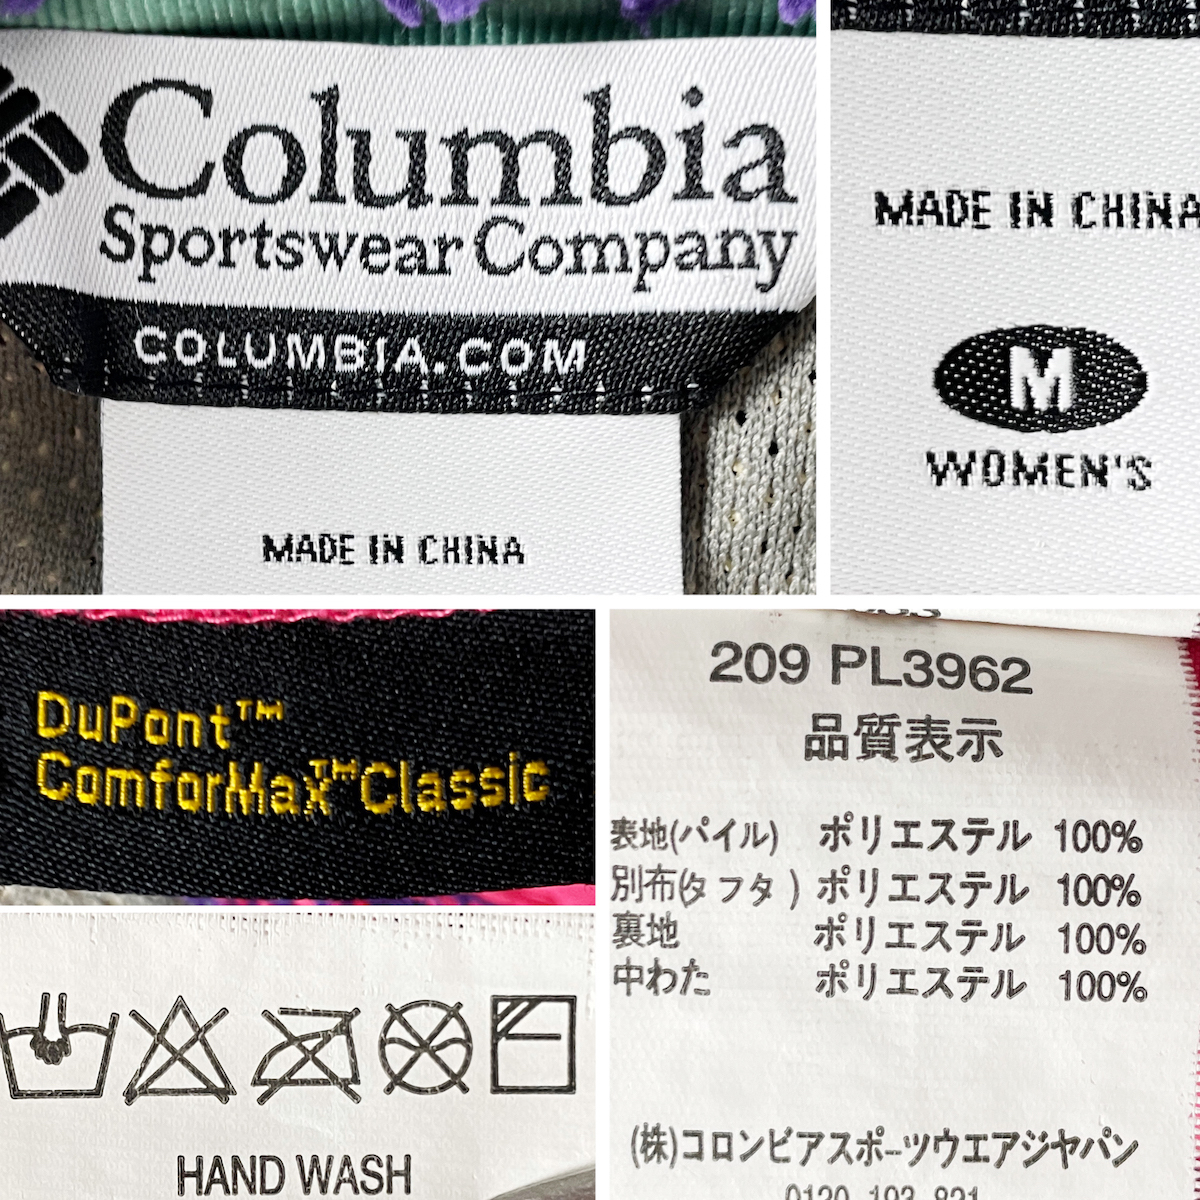 Columbia
Sportswear Company
COLUMBIA.COM
MADE IN CHINA
MADE IN CHINA
M
WOMEN'S
DuPont™
ComforMax™Classic
209 PL3962
品質表示
表地(パイル) ポリエステル 100%
別布(タフタ) ポリエステル 100%
裏地 ポリエステル 100%
中わた ポリエステル 100%
(株)コロンビアスポーツウエアジヤパン
0120-193-821
HAND WASH